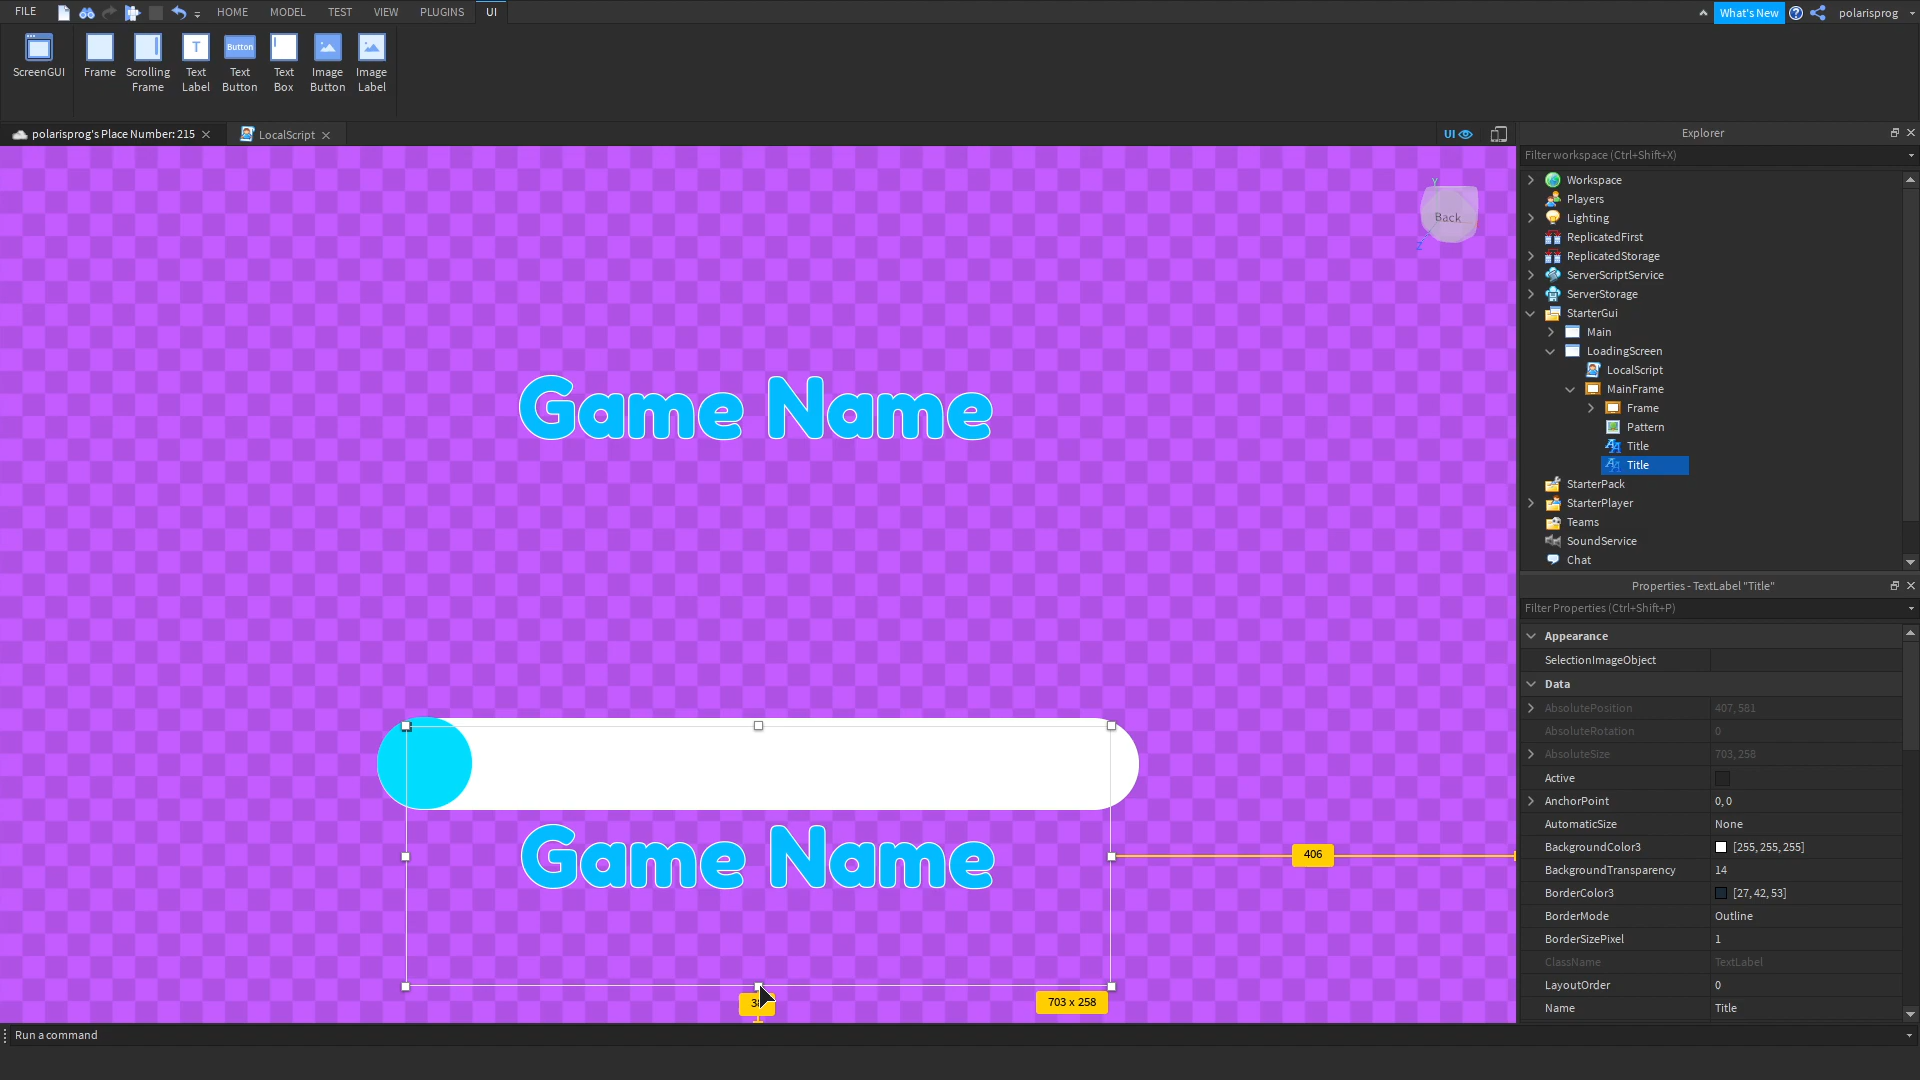 FILE HOME MODEL TEST VIEW PLUGINS UI What's New polarisprog
ScreenGUI Frame Scrolling Frame Text Label Button Text Button Text Box Image Button Image Label
polarisprog's Place Number: 215 LocalScript UI
Explorer
Filter workspace (Ctrl+Shift+X)
Workspace
Players
Lighting
ReplicatedFirst
ReplicatedStorage
ServerScriptService
ServerStorage
StarterGui
Main
LoadingScreen
LocalScript
MainFrame
Frame
Pattern
Title
Title
StarterPack
StarterPlayer
Teams
SoundService
Chat
Y
Back
Z
Game Name
Game Name
406
703 x 258
Properties - TextLabel "Title"
Filter Properties (Ctrl+Shift+P)
Appearance
SelectionImageObject
Data
AbsolutePosition 407, 581
AbsoluteRotation 0
AbsoluteSize 703, 258
Active
AnchorPoint 0, 0
AutomaticSize None
BackgroundColor3 [255, 255, 255]
BackgroundTransparency 14
BorderColor3 [27, 42, 53]
BorderMode Outline
BorderSizePixel 1
ClassName TextLabel
LayoutOrder 0
Name Title
Run a command